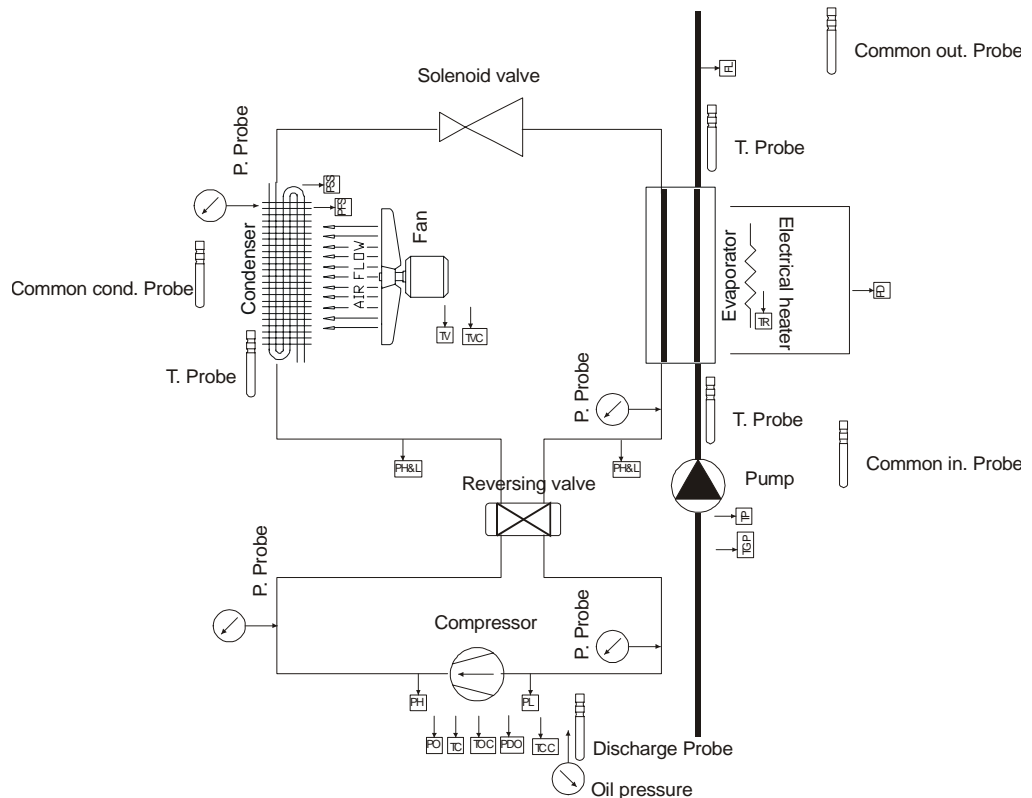 Common out. Probe
FL
Solenoid valve
P. Probe
T. Probe
PSS
PFS
Condenser
AIR FLOW
Fan
Evaporator
Electrical heater
Common cond. Probe
PD
TR
TV
TVC
T. Probe
P. Probe
T. Probe
PH&L
PH&L
Common in. Probe
Reversing valve
Pump
TP
TGP
P. Probe
Compressor
P. Probe
PH
PL
PO
TC
TOC
PDO
TCC
Discharge Probe
Oil pressure